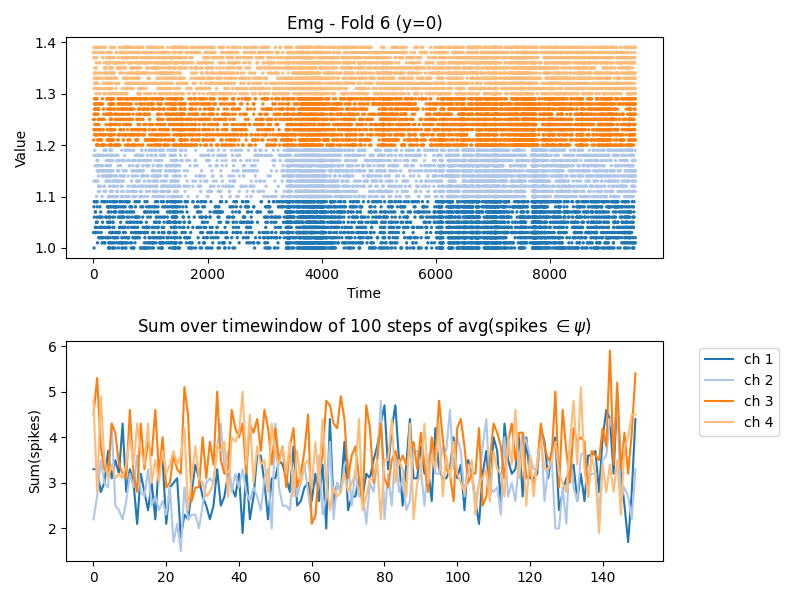 Emg - Fold 6 (y=0)
1.4
1.3
1.2
1.1
1.0
Value
0 2000 4000 6000 8000
Time
Sum over timewindow of 100 steps of avg(spikes ∈ ψ)
6
5
4
3
2
Sum(spikes)
0 20 40 60 80 100 120 140
ch 1
ch 2
ch 3
ch 4